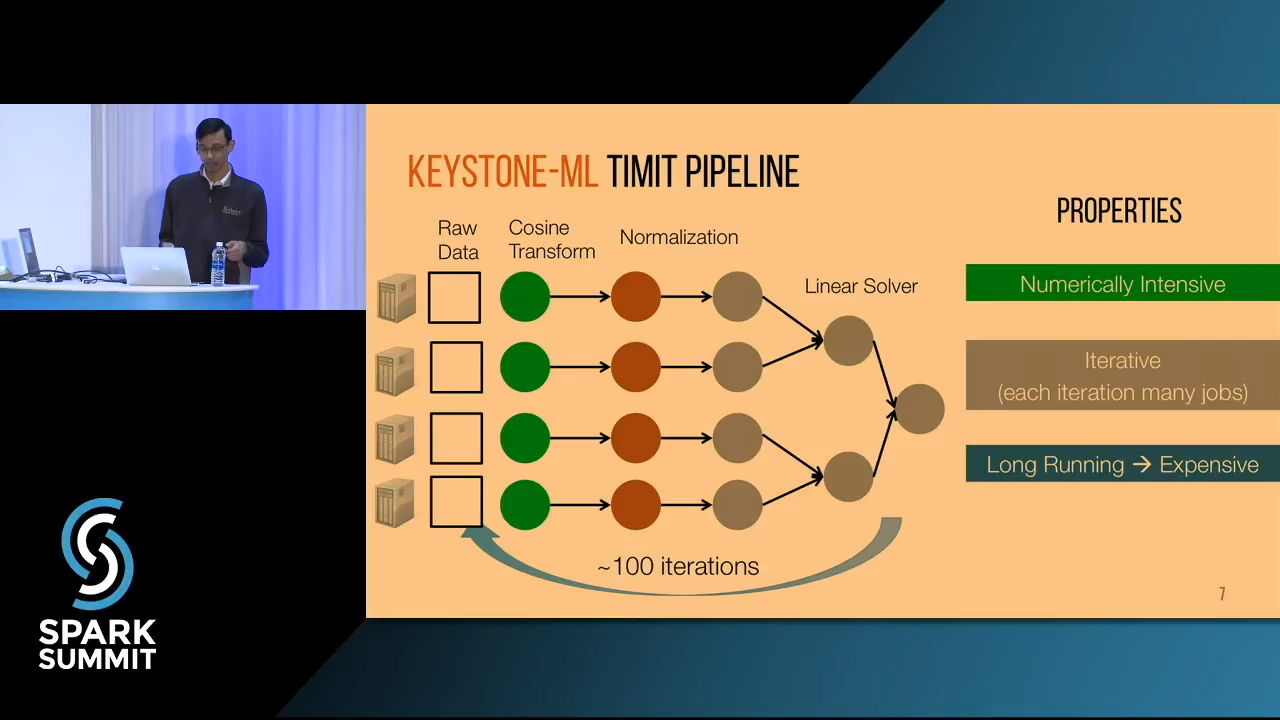 KEYSTONE-ML TIMIT PIPELINE
PROPERTIES
Raw
Data
Cosine
Transform
Normalization
Linear Solver
Numerically Intensive
Iterative
(each iteration many jobs)
Long Running → Expensive
~100 iterations
7
SPARK
SUMMIT